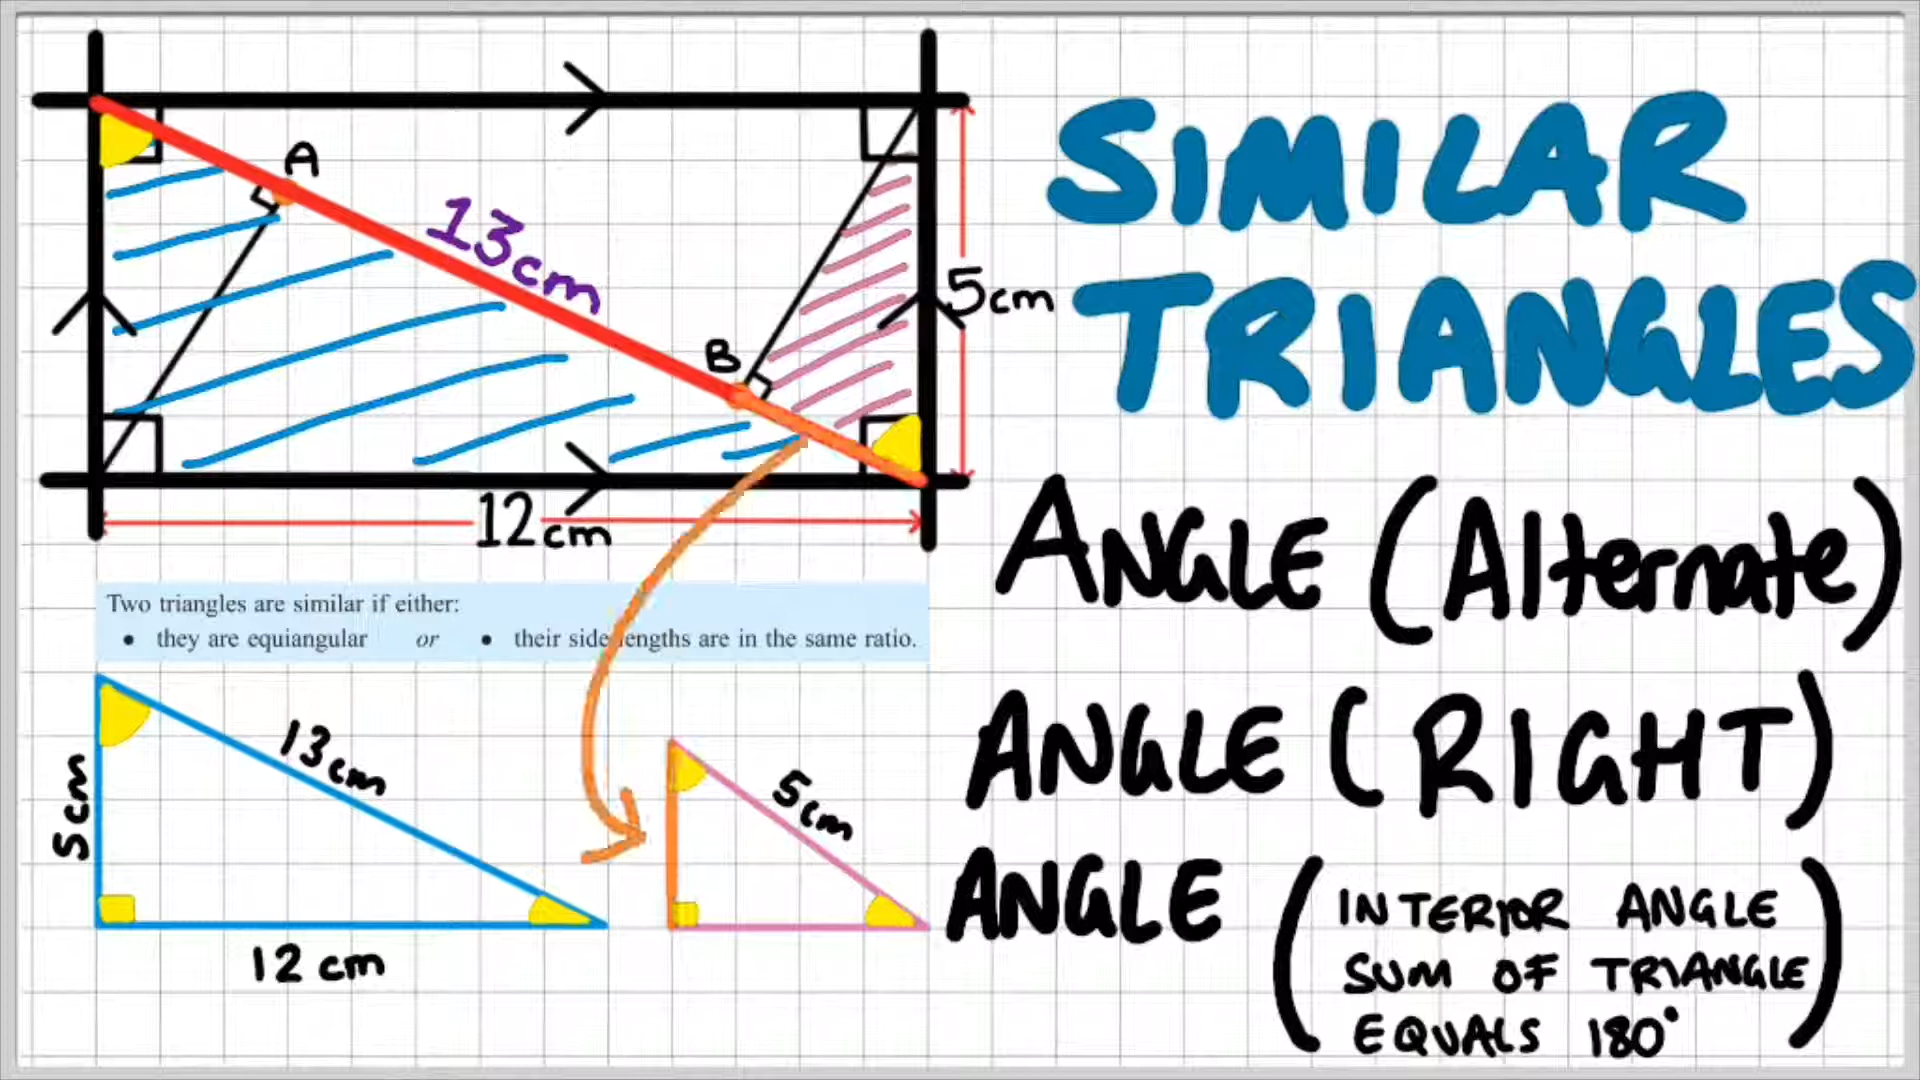 SIMILAR
TRIANGLES
A
13cm
B
5cm
12cm
ANGLE (Alternate)
Two triangles are similar if either:
• they are equiangular or • their side lengths are in the same ratio.
ANGLE (RIGHT)
13cm
5cm
5cm
12 cm
ANGLE (INTERIOR ANGLE
SUM OF TRIANGLE
EQUALS 180°)